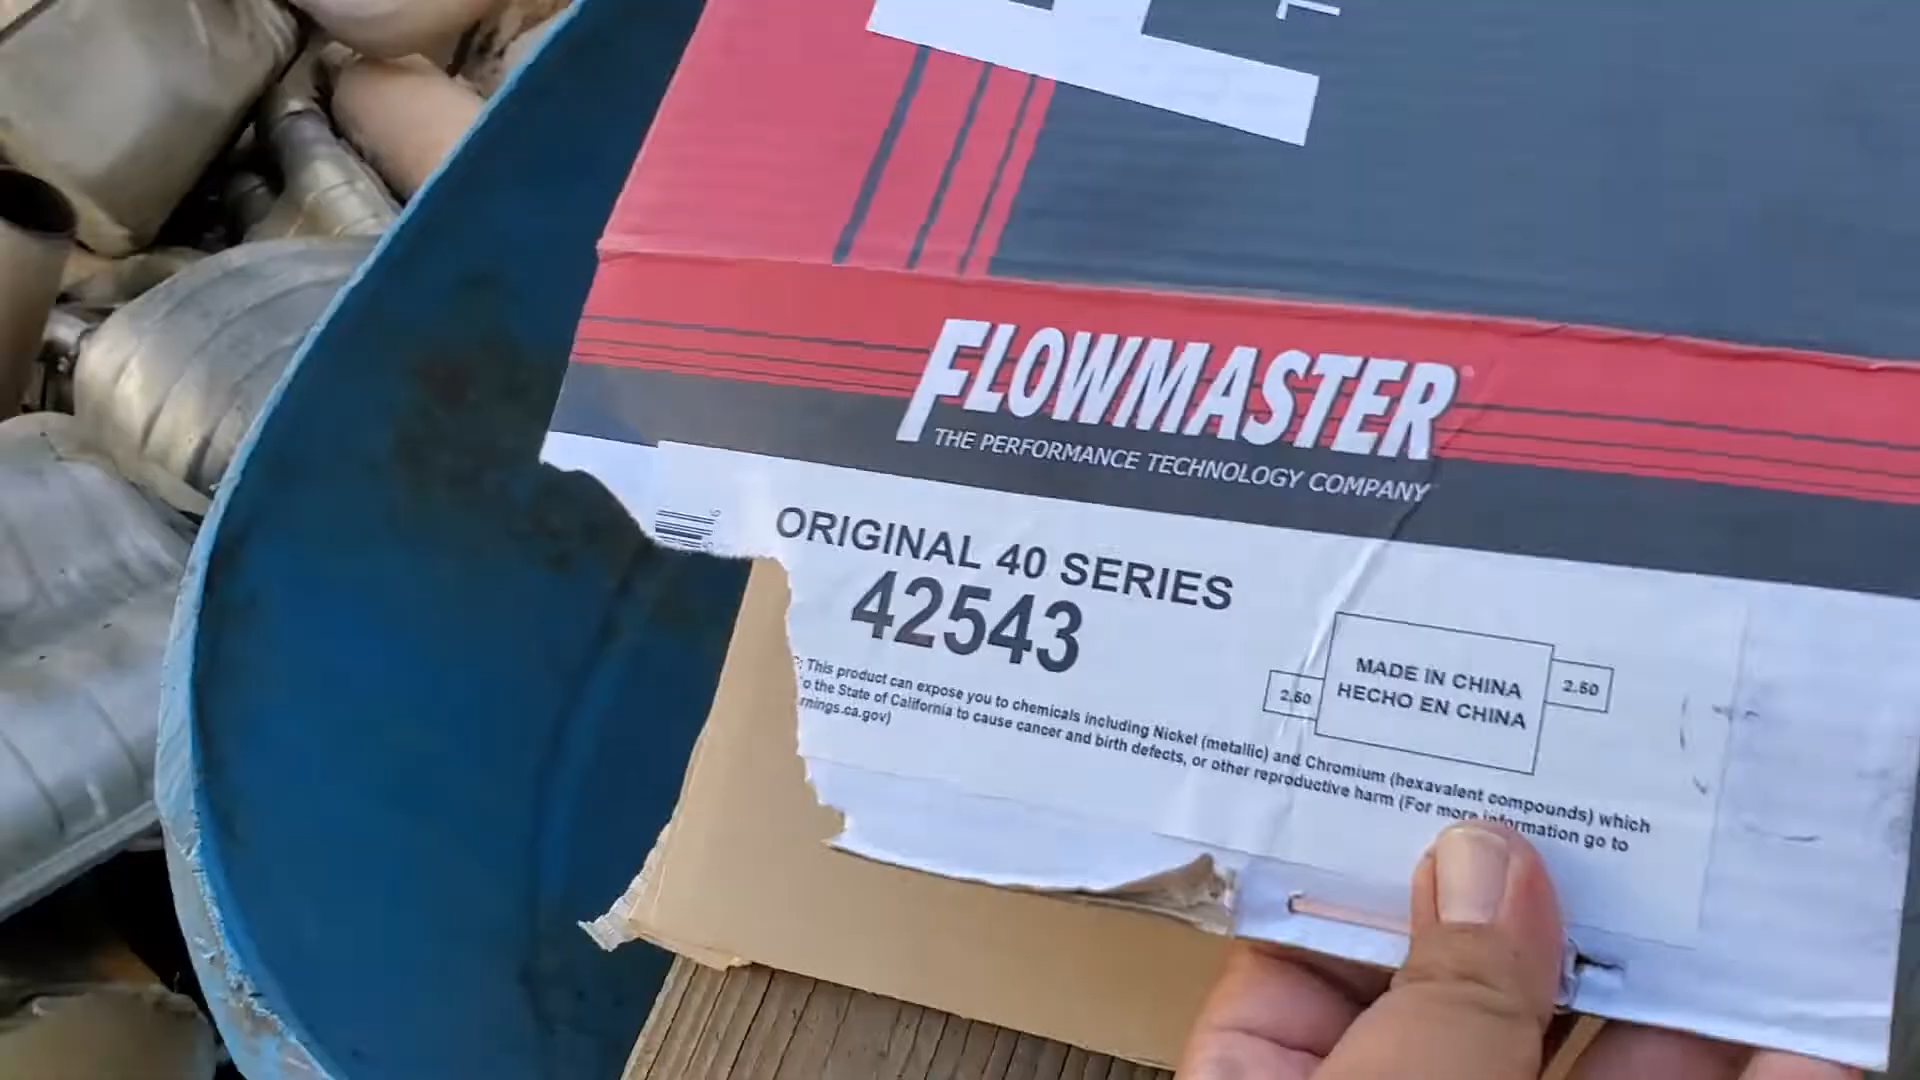 FLOWMASTER
THE PERFORMANCE TECHNOLOGY COMPANY
ORIGINAL 40 SERIES
42543
MADE IN CHINA
HECHO EN CHINA
2.50
2.50
: This product can expose you to chemicals including Nickel (metallic) and Chromium (hexavalent compounds) which
o the State of California to cause cancer and birth defects, or other reproductive harm (For more information go to
rnings.ca.gov)